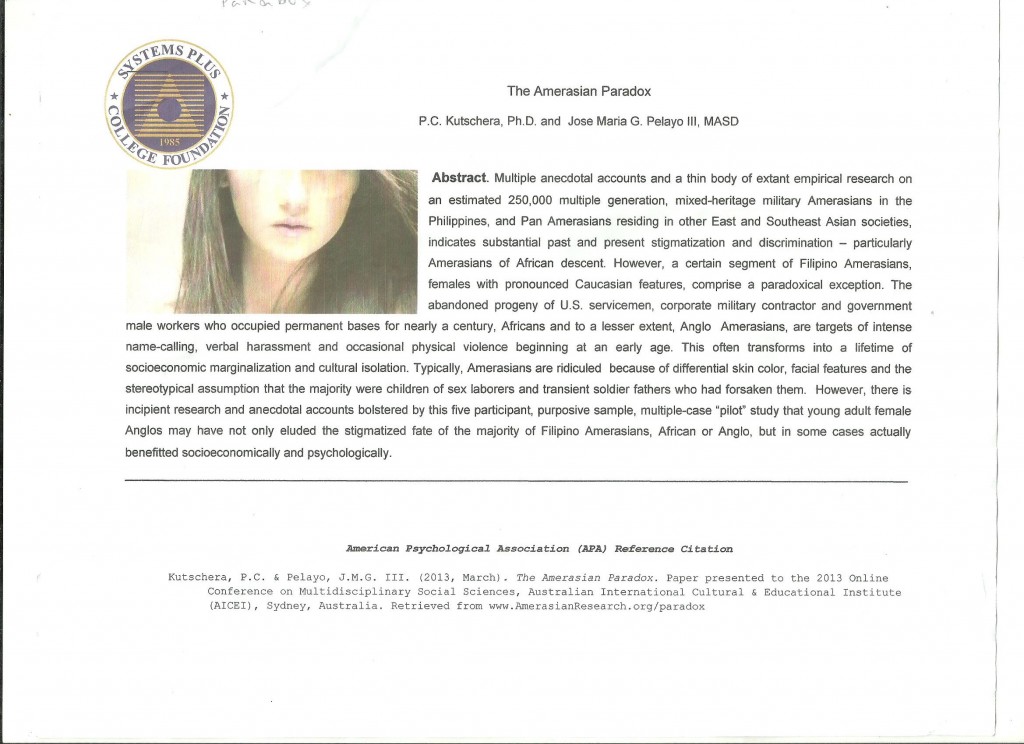 SYSTEMS PLUS
COLLEGE FOUNDATION
1985
The Amerasian Paradox
P.C. Kutschera, Ph.D. and Jose Maria G. Pelayo III, MASD
Abstract. Multiple anecdotal accounts and a thin body of extant empirical research on
an estimated 250,000 multiple generation, mixed-heritage military Amerasians in the
Philippines, and Pan Amerasians residing in other East and Southeast Asian societies,
indicates substantial past and present stigmatization and discrimination – particularly
Amerasians of African descent. However, a certain segment of Filipino Amerasians,
females with pronounced Caucasian features, comprise a paradoxical exception. The
abandoned progeny of U.S. servicemen, corporate military contractor and government
male workers who occupied permanent bases for nearly a century, Africans and to a lesser extent, Anglo Amerasians, are targets of intense
name-calling, verbal harassment and occasional physical violence beginning at an early age. This often transforms into a lifetime of
socioeconomic marginalization and cultural isolation. Typically, Amerasians are ridiculed because of differential skin color, facial features and the
stereotypical assumption that the majority were children of sex laborers and transient soldier fathers who had forsaken them. However, there is
incipient research and anecdotal accounts bolstered by this five participant, purposive sample, multiple-case “pilot” study that young adult female
Anglos may have not only eluded the stigmatized fate of the majority of Filipino Amerasians, African or Anglo, but in some cases actually
benefitted socioeconomically and psychologically.
American Psychological Association (APA) Reference Citation
Kutschera, P.C. & Pelayo, J.M.G. III. (2013, March). The Amerasian Paradox. Paper presented to the 2013 Online
Conference on Multidisciplinary Social Sciences, Australian International Cultural & Educational Institute
(AICEI), Sydney, Australia. Retrieved from www.AmerasianResearch.org/paradox